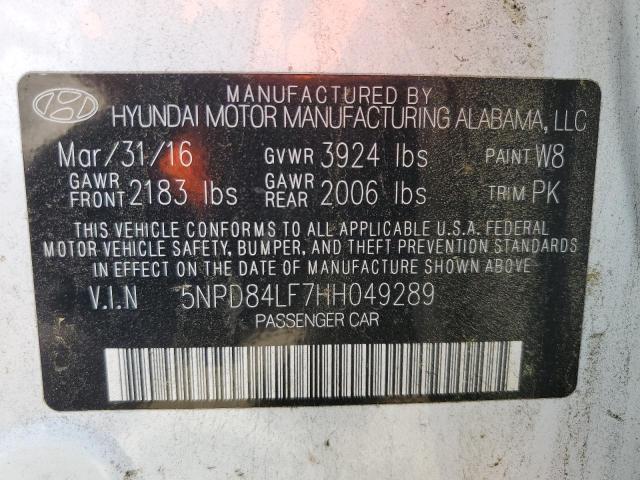 MANUFACTURED BY
HYUNDAI MOTOR MANUFACTURING ALABAMA, LLC
Mar/31/16 GVWR 3924 lbs PAINT W8
GAWR FRONT 2183 lbs GAWR REAR 2006 lbs TRIM PK
THIS VEHICLE CONFORMS TO ALL APPLICABLE U.S.A. FEDERAL
MOTOR VEHICLE SAFETY, BUMPER, AND THEFT PREVENTION STANDARDS
IN EFFECT ON THE DATE OF MANUFACTURE SHOWN ABOVE.
V.I.N 5NPD84LF7HH049289
PASSENGER CAR